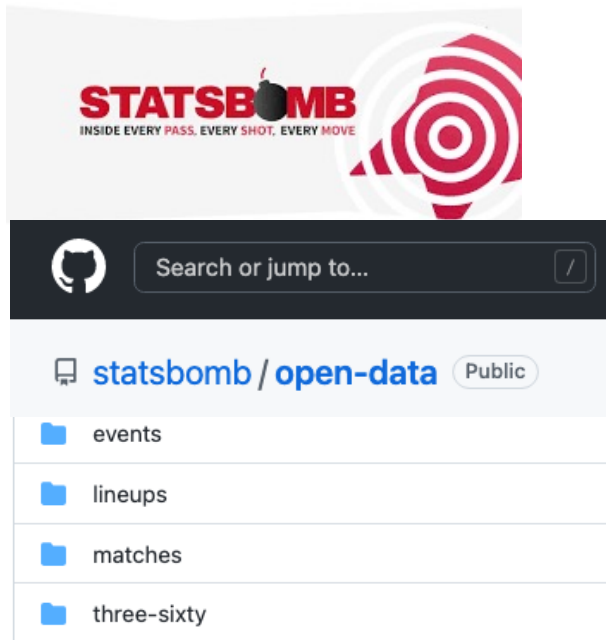 STATSBOMB
INSIDE EVERY PASS, EVERY SHOT, EVERY MOVE
Search or jump to... /
statsbomb / open-data Public
events
lineups
matches
three-sixty